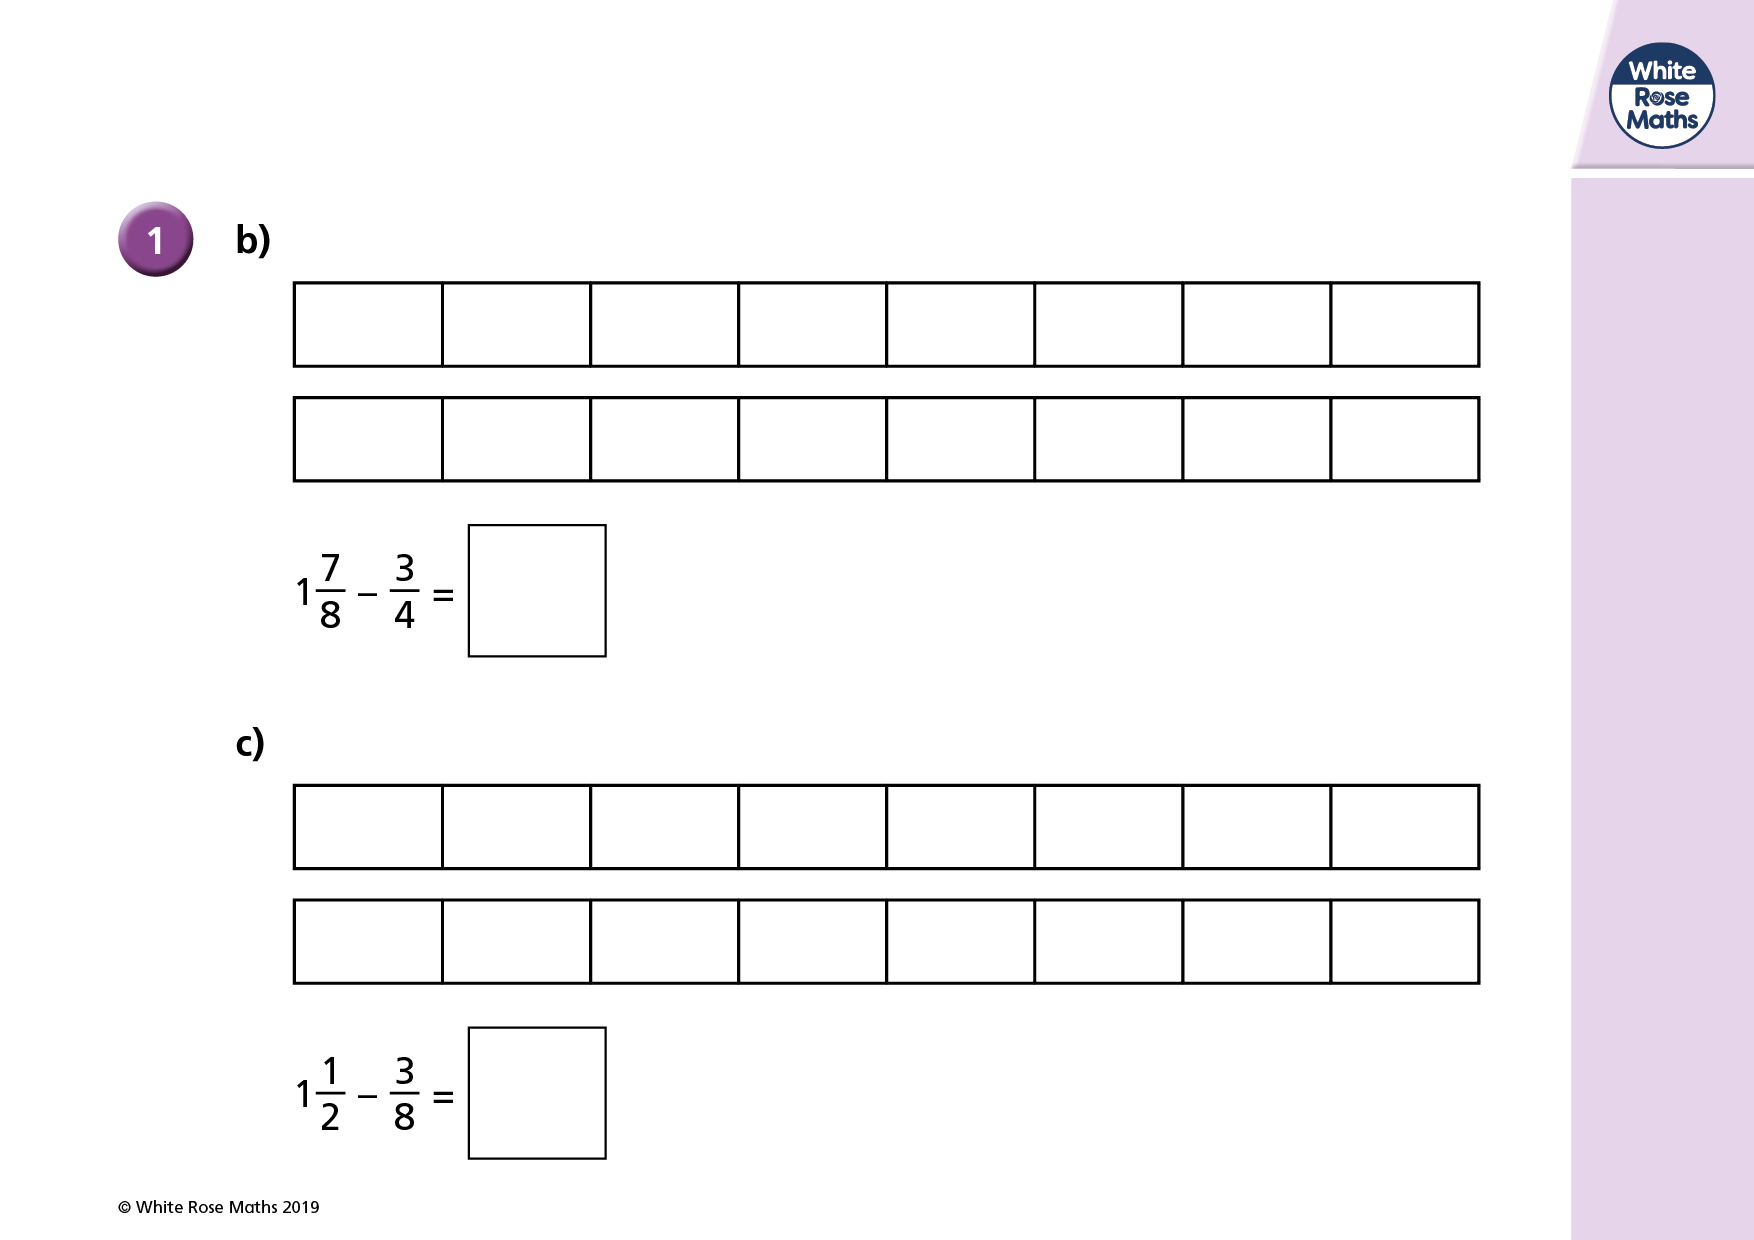 White
Rose
Maths
1 b)
1 7/8 – 3/4 =
c)
1 1/2 – 3/8 =
© White Rose Maths 2019